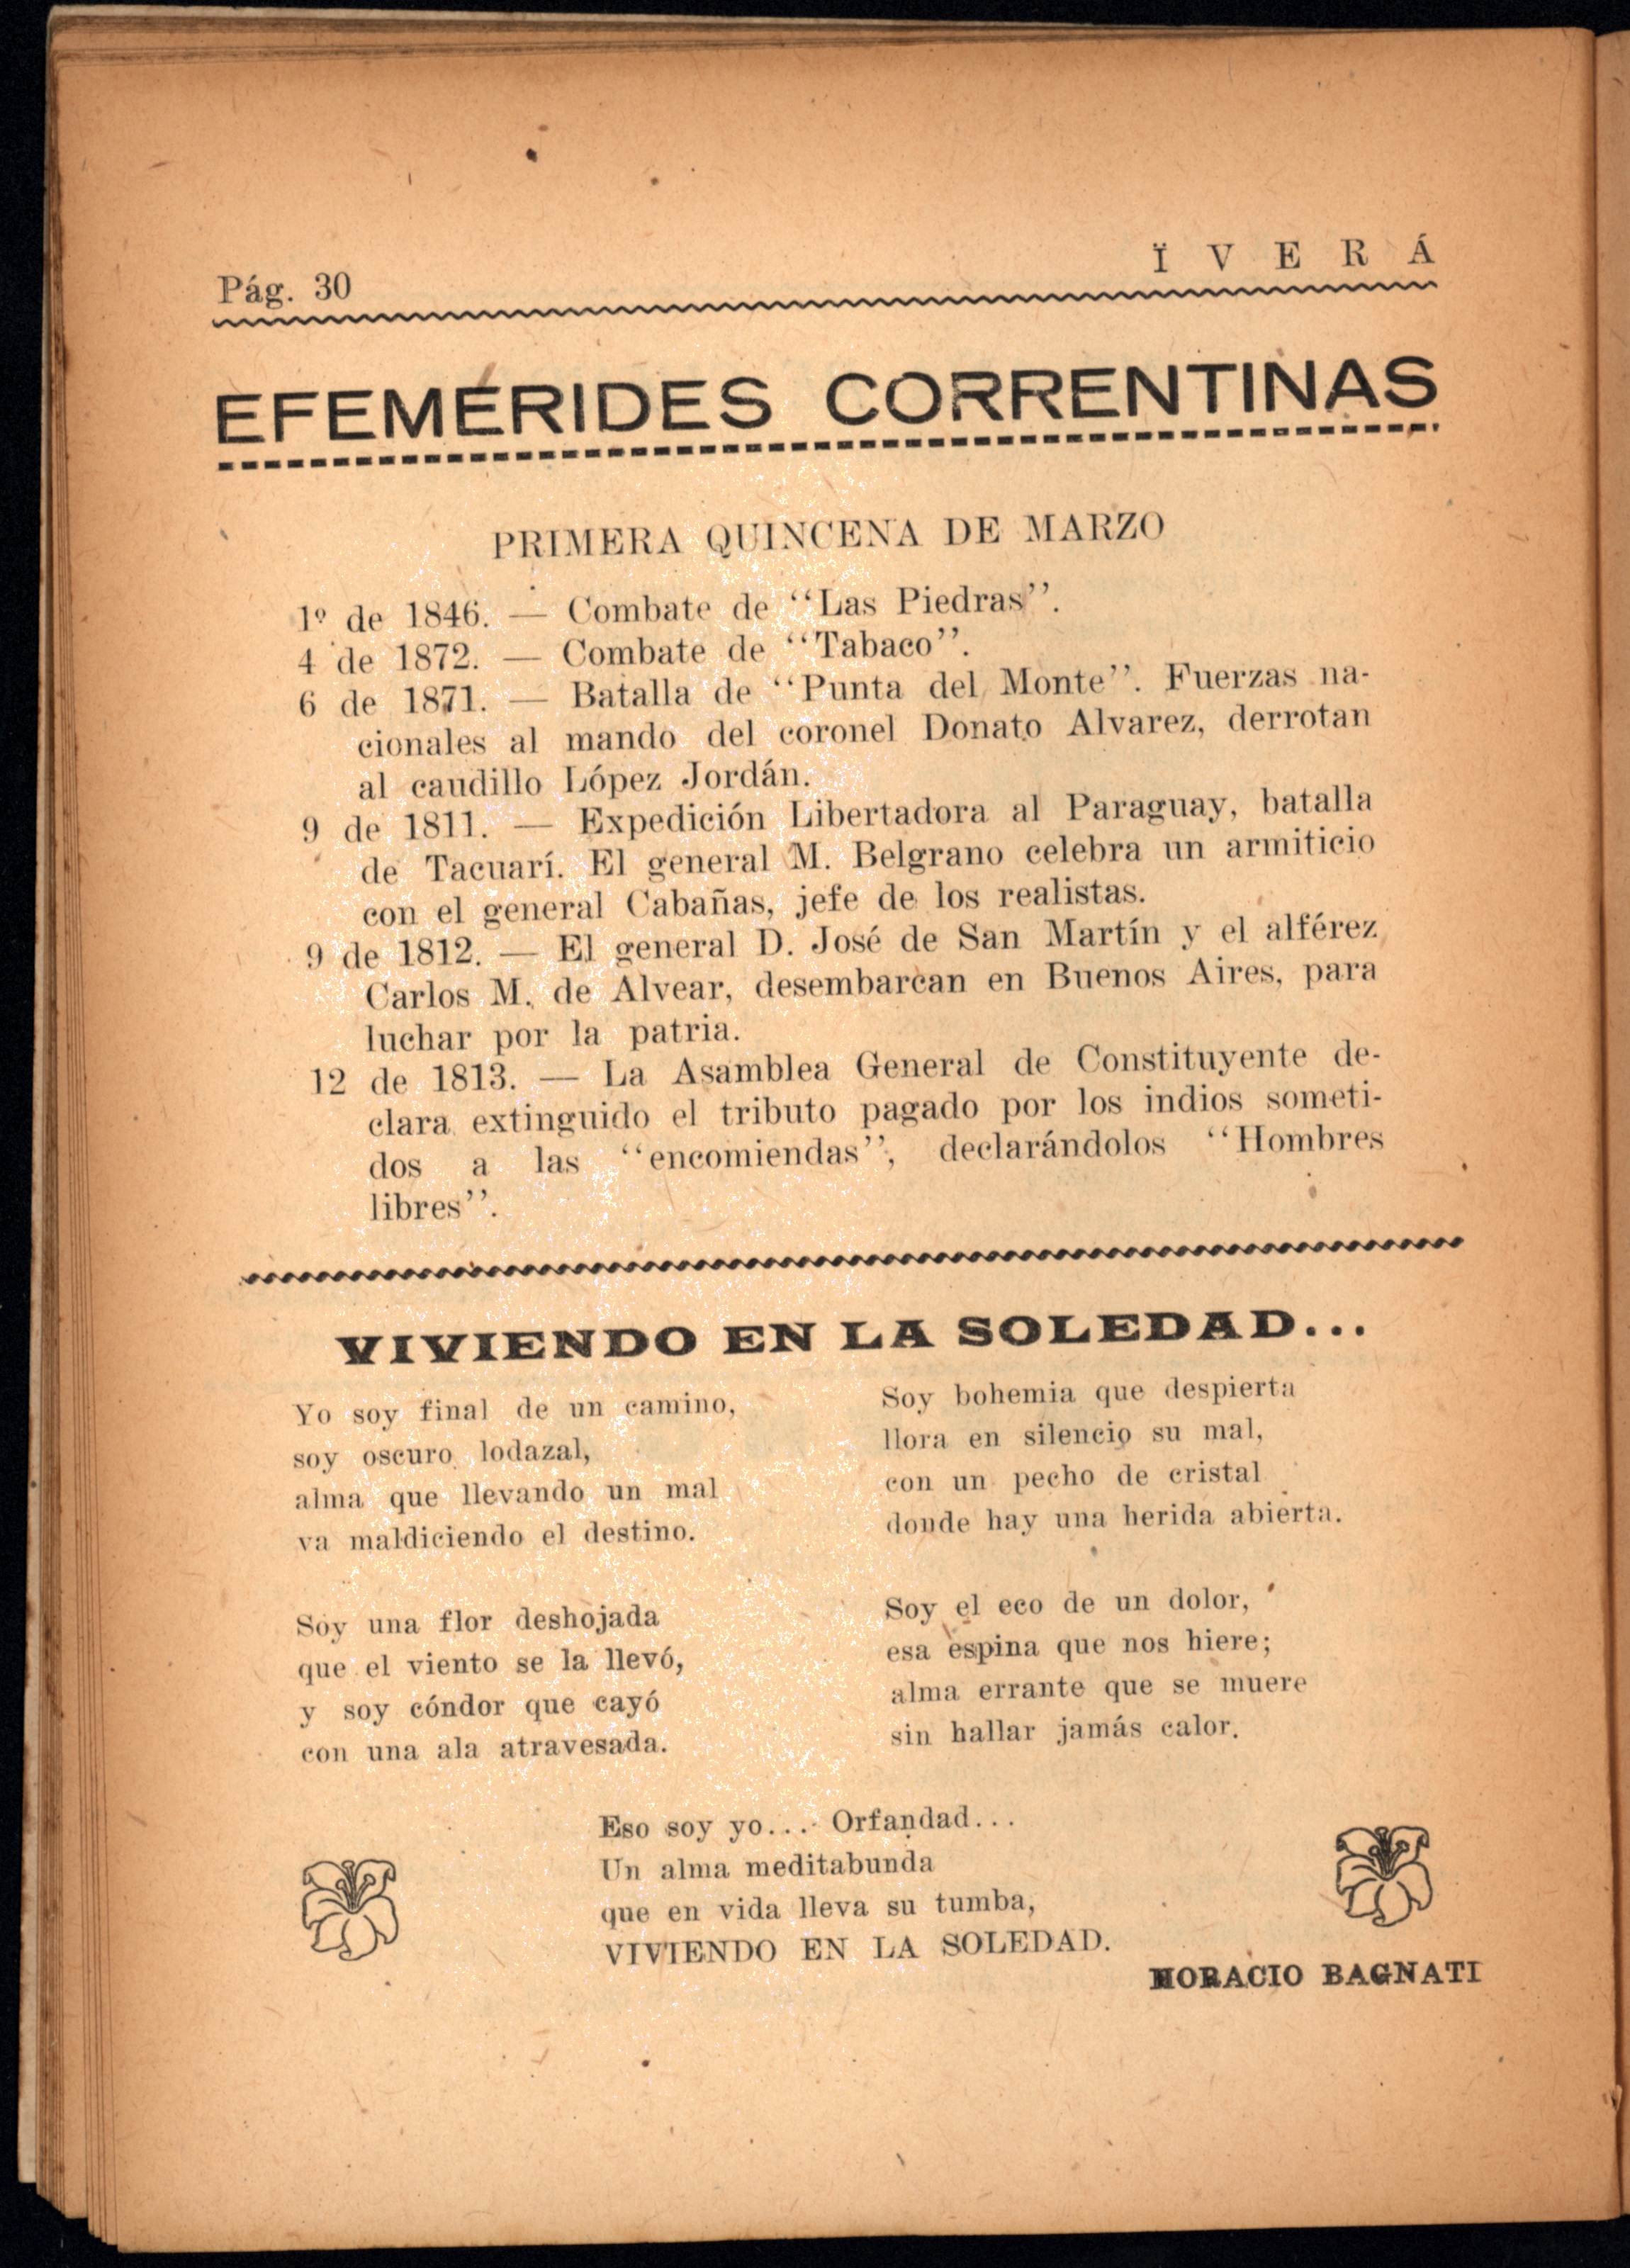 Pág. 30
Ï V E R Á
EFEMÉRIDES CORRENTINAS
PRIMERA QUINCENA DE MARZO
1º de 1846. — Combate de ‘‘Las Piedras’’.
4 de 1872. — Combate de ‘‘Tabaco’’.
6 de 1871. — Batalla de ‘‘Punta del Monte’’. Fuerzas na-
cionales al mando del coronel Donato Alvarez, derrotan
al caudillo López Jordán.
9 de 1811. — Expedición Libertadora al Paraguay, batalla
de Tacuarí. El general M. Belgrano celebra un armiticio
con el general Cabañas, jefe de los realistas.
9 de 1812. — El general D. José de San Martín y el alférez
Carlos M. de Alvear, desembarcan en Buenos Aires, para
luchar por la patria.
12 de 1813. — La Asamblea General de Constituyente de-
clara extinguido el tributo pagado por los indios someti-
dos a las ‘‘encomiendas’’, declarándolos ‘‘Hombres
libres’’.
VIVIENDO EN LA SOLEDAD...
Yo soy final de un camino,
soy oscuro lodazal,
alma que llevando un mal
va maldiciendo el destino.
Soy una flor deshojada
que el viento se la llevó,
y soy cóndor que cayó
con una ala atravesada.
Soy bohemia que despierta
llora en silencio su mal,
con un pecho de cristal
donde hay una herida abierta.
Soy el eco de un dolor,
esa espina que nos hiere;
alma errante que se muere
sin hallar jamás calor.
Eso soy yo... Orfandad...
Un alma meditabunda
que en vida lleva su tumba,
VIVIENDO EN LA SOLEDAD.
HORACIO BAGNATI